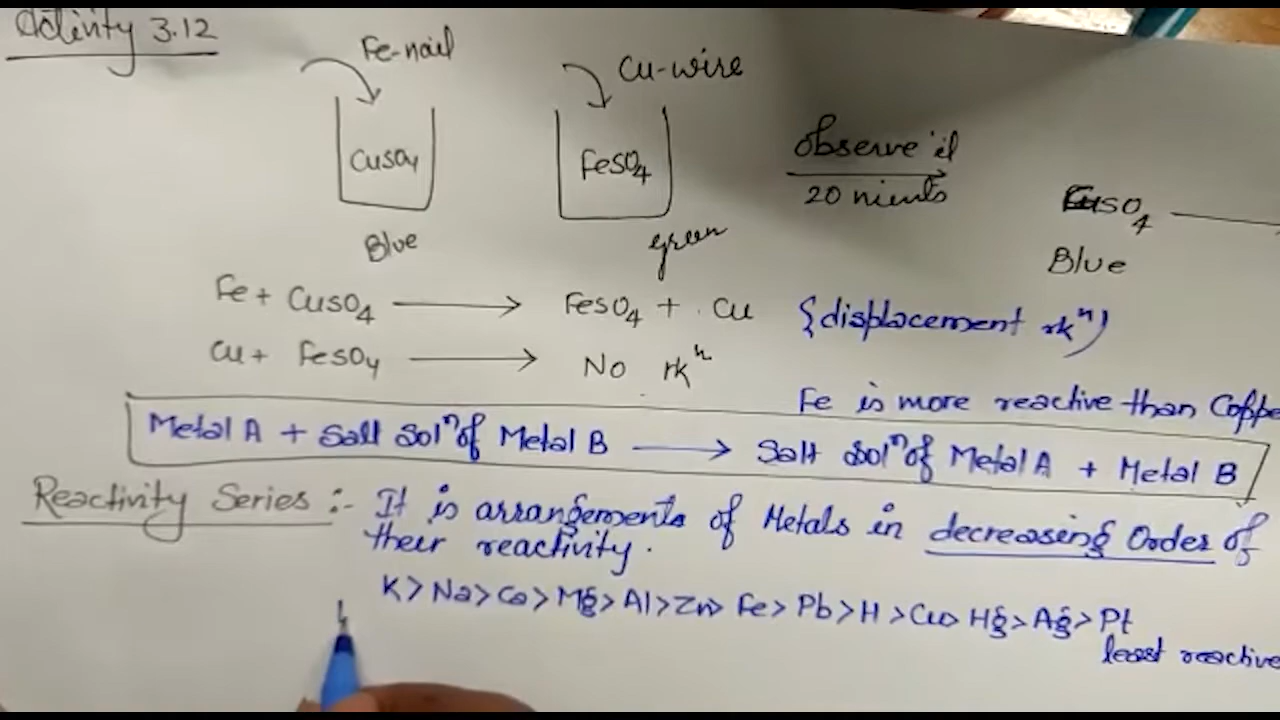 Activity 3.12
Fe-nail
Cu-wire
CuSO4
FeSO4
Observe it
20 nients
SO4
Blue
green
Blue
Fe + CuSO4 ⟶ FeSO4 + Cu {displacement rkⁿ)
Cu + FeSO4 ⟶ No rkⁿ
Fe is more reactive than Coppe
Metal A + Salt Solⁿ of Metal B ⟶ Salt Solⁿ of Metal A + Metal B
Reactivity Series :- It is arrangements of Metals in decreasing Order of
their reactivity.
K > Na > Ca > Mg > Al > Zn > Fe > Pb > H > Cu > Hg > Ag > Pt
least reactive